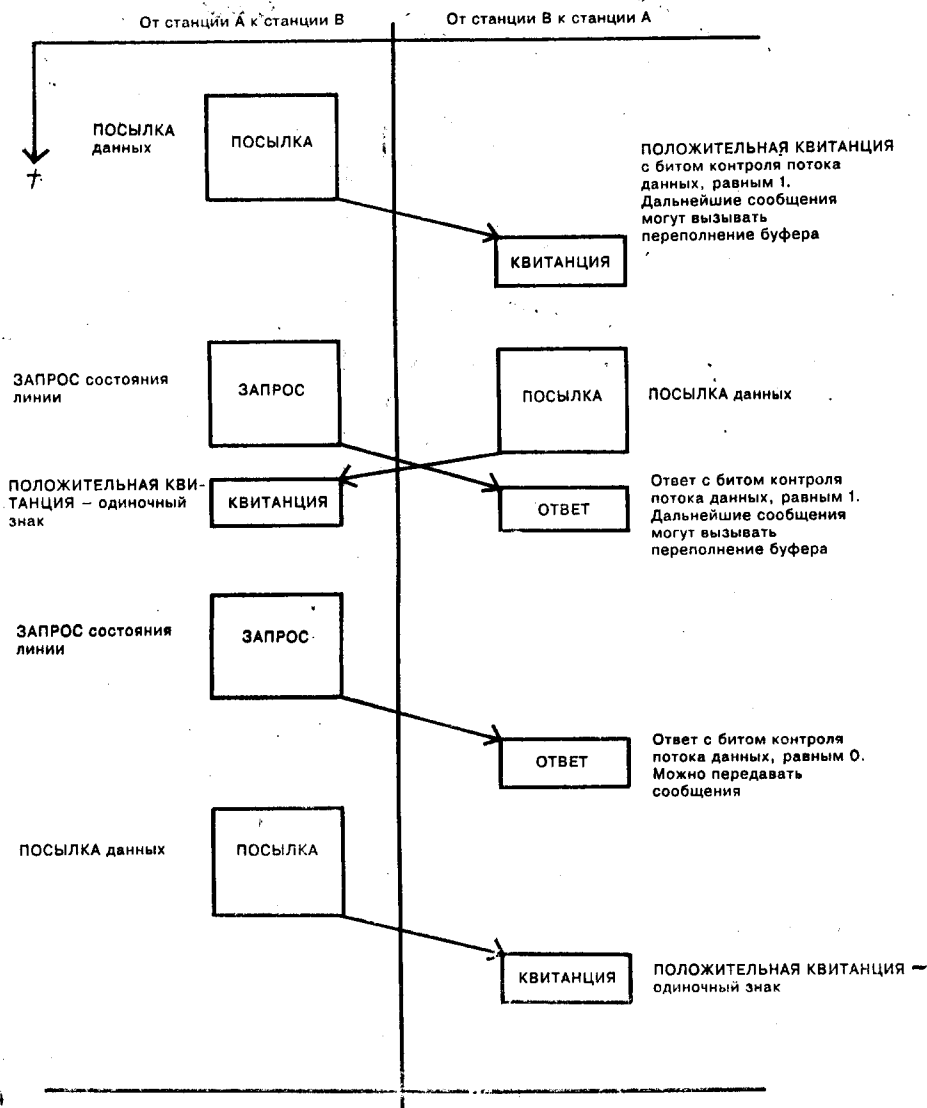 От станции А к станции В
От станции В к станции А
t
ПОСЫЛКА
данных
ПОСЫЛКА
ПОЛОЖИТЕЛЬНАЯ КВИТАНЦИЯ
с битом контроля потока
данных, равным 1.
Дальнейшие сообщения
могут вызывать
переполнение буфера
КВИТАНЦИЯ
ЗАПРОС состояния
линии
ЗАПРОС
ПОСЫЛКА
ПОСЫЛКА данных
ПОЛОЖИТЕЛЬНАЯ КВИ-
ТАНЦИЯ – одиночный
знак
КВИТАНЦИЯ
ОТВЕТ
Ответ с битом контроля
потока данных, равным 1.
Дальнейшие сообщения
могут вызывать
переполнение буфера
ЗАПРОС состояния
линии
ЗАПРОС
ОТВЕТ
Ответ с битом контроля
потока данных, равным 0.
Можно передавать
сообщения
ПОСЫЛКА данных
ПОСЫЛКА
КВИТАНЦИЯ
ПОЛОЖИТЕЛЬНАЯ КВИТАНЦИЯ ~
одиночный знак